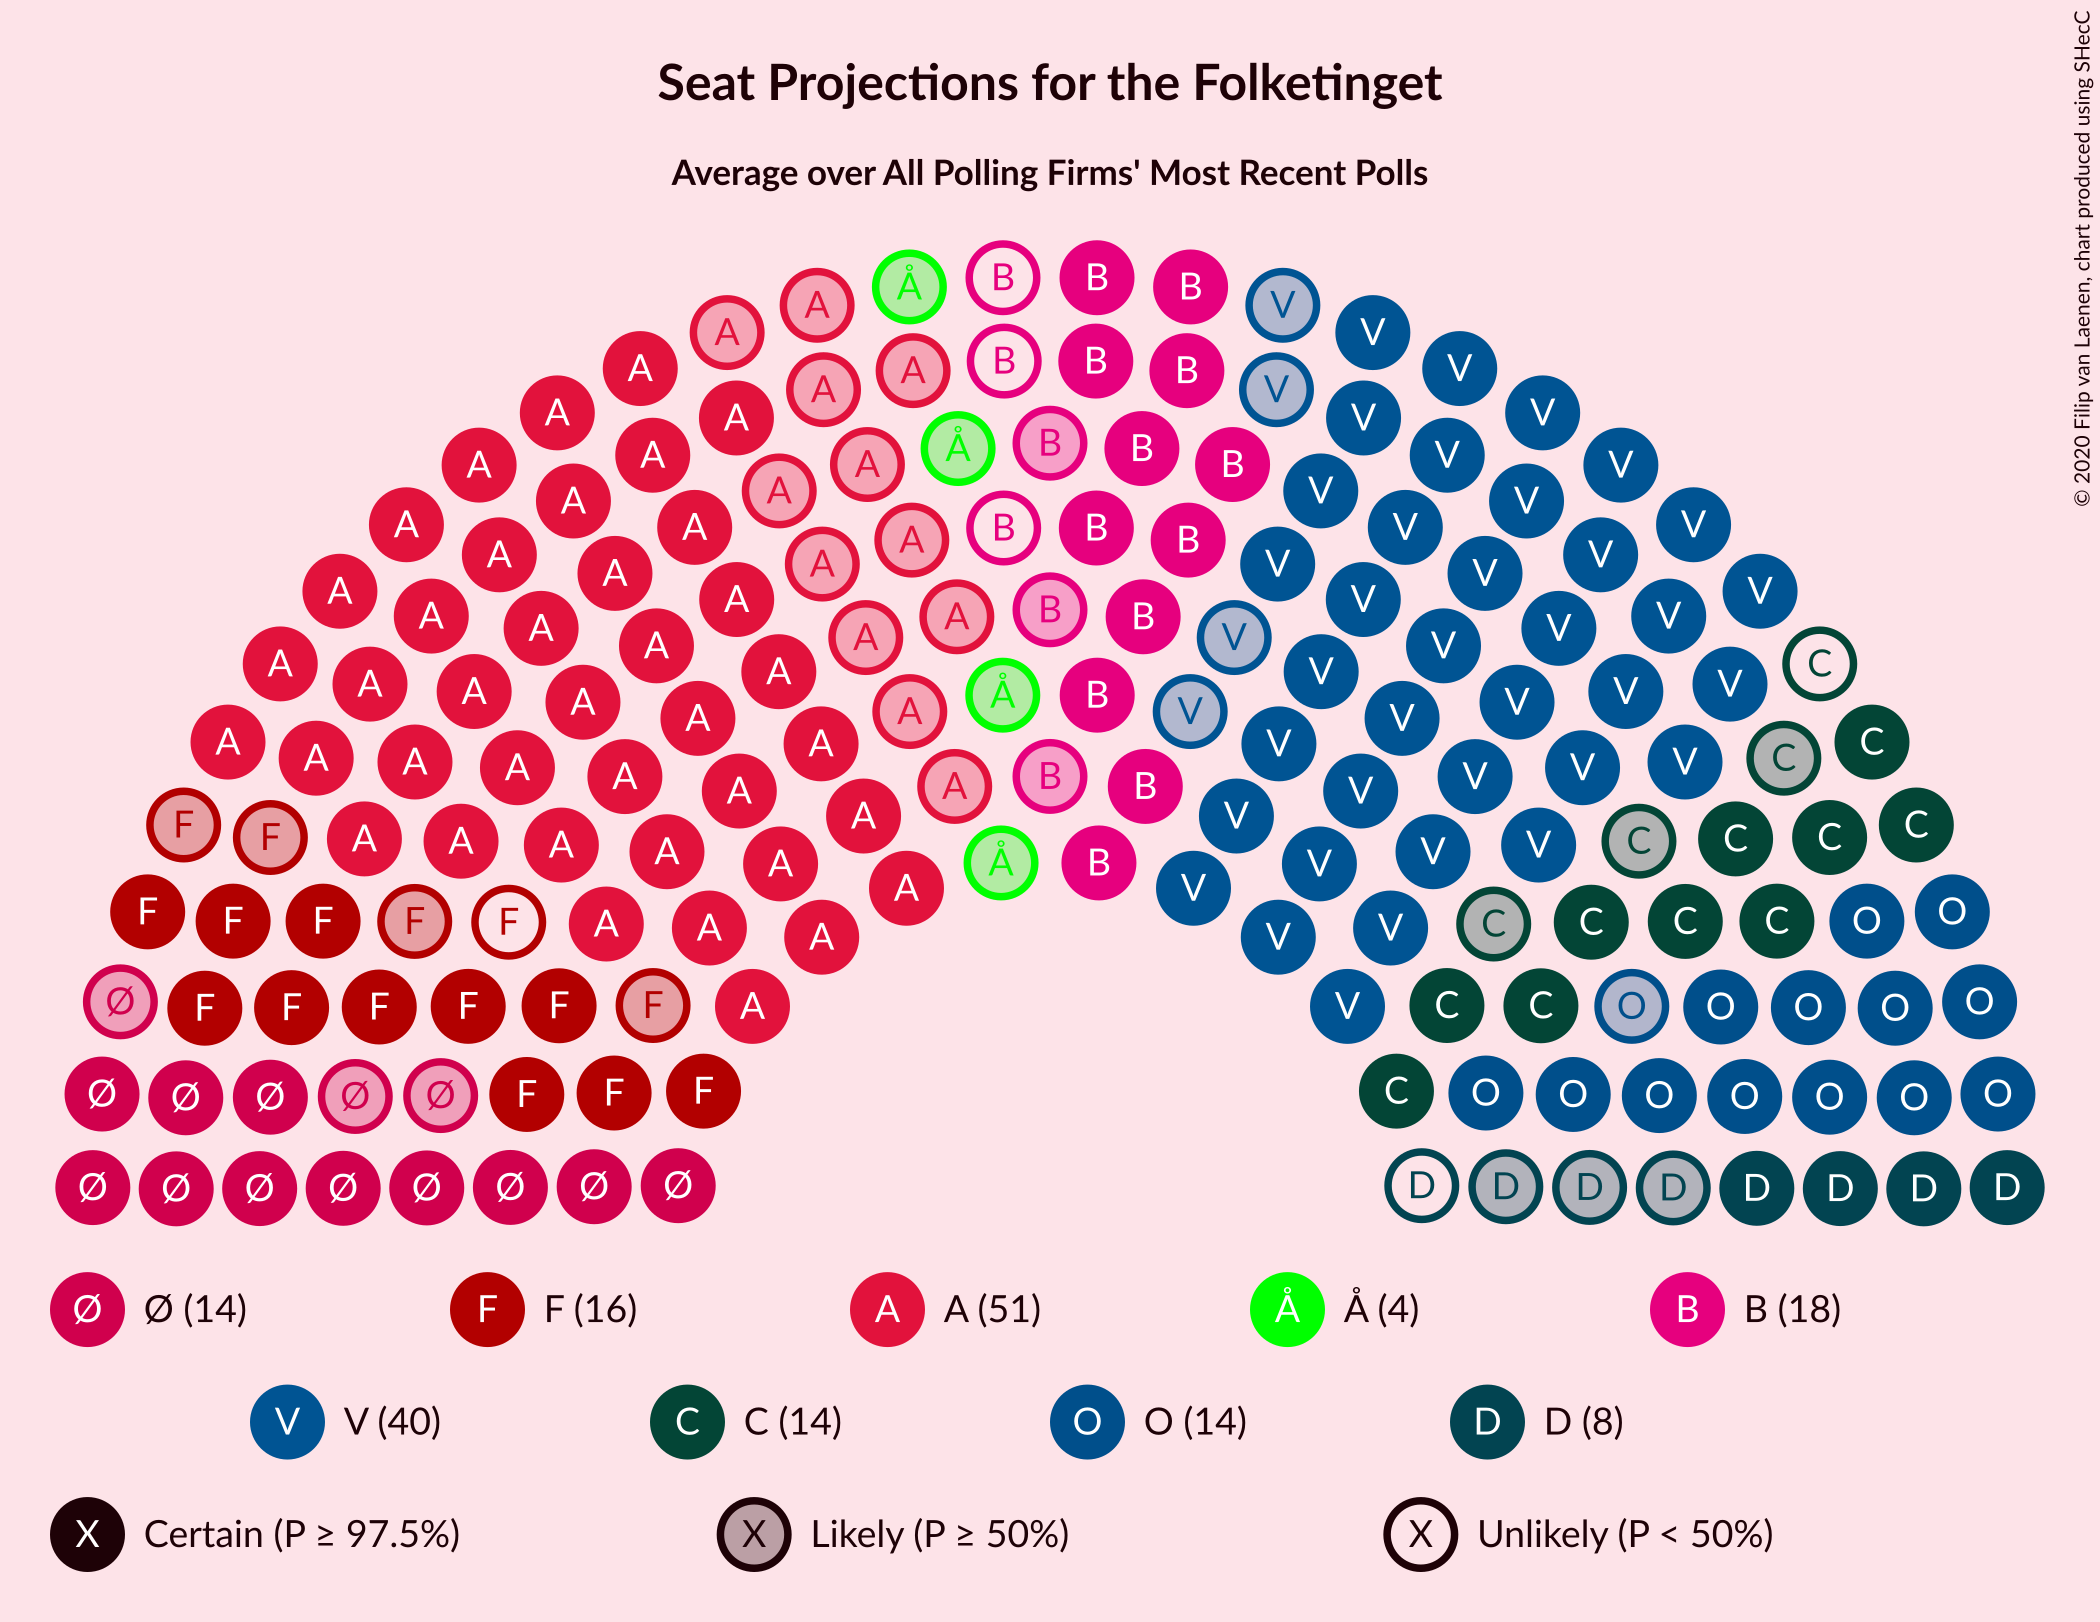 Seat Projections for the Folketinget
Average over All Polling Firms' Most Recent Polls
© 2020 Filip van Laenen, chart produced using SHecC
Å B B B
A V
A V
A A B B B V
A V
A A V V
A Å B B V
A A B V
A A V V
A A A B B B V V
A A A V V V
A A V V
A A A A A B B V V V V
A A A A V V V C
A A A Å B V V V
A A A A A A A A B B V V V V V C C
F F A A A A A A Å B V V V V C C C C
F F F F F A A A A V V V C C C C O O
Ø F F F F F F A V C C O O O O O
Ø Ø Ø Ø Ø F F F C O O O O O O O
Ø Ø Ø Ø Ø Ø Ø Ø D D D D D D D D
Ø Ø (14) F F (16) A A (51) Å Å (4) B B (18)
V V (40) C C (14) O O (14) D D (8)
X Certain (P ≥ 97.5%) X Likely (P ≥ 50%) X Unlikely (P < 50%)